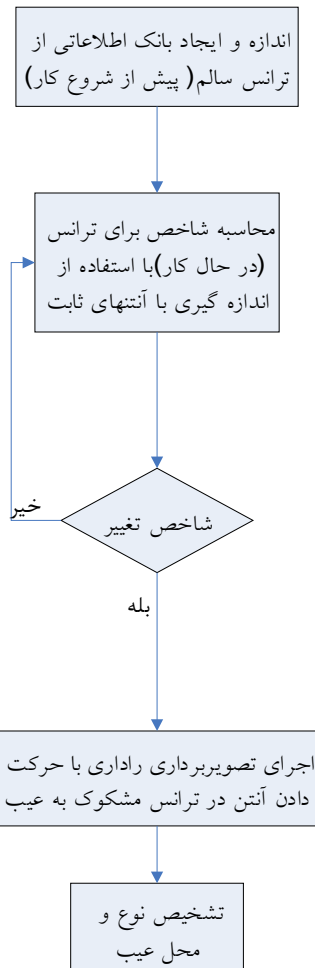 اندازه و ایجاد بانک اطلاعاتی از
ترانس سالم( پیش از شروع کار)
محاسبه شاخص برای ترانس
(در حال کار)با استفاده از
اندازه گیری با آنتنهای ثابت
شاخص تغییر
خیر
بله
اجرای تصویربرداری راداری با حرکت
دادن آنتن در ترانس مشکوک به عیب
تشخیص نوع و
محل عیب